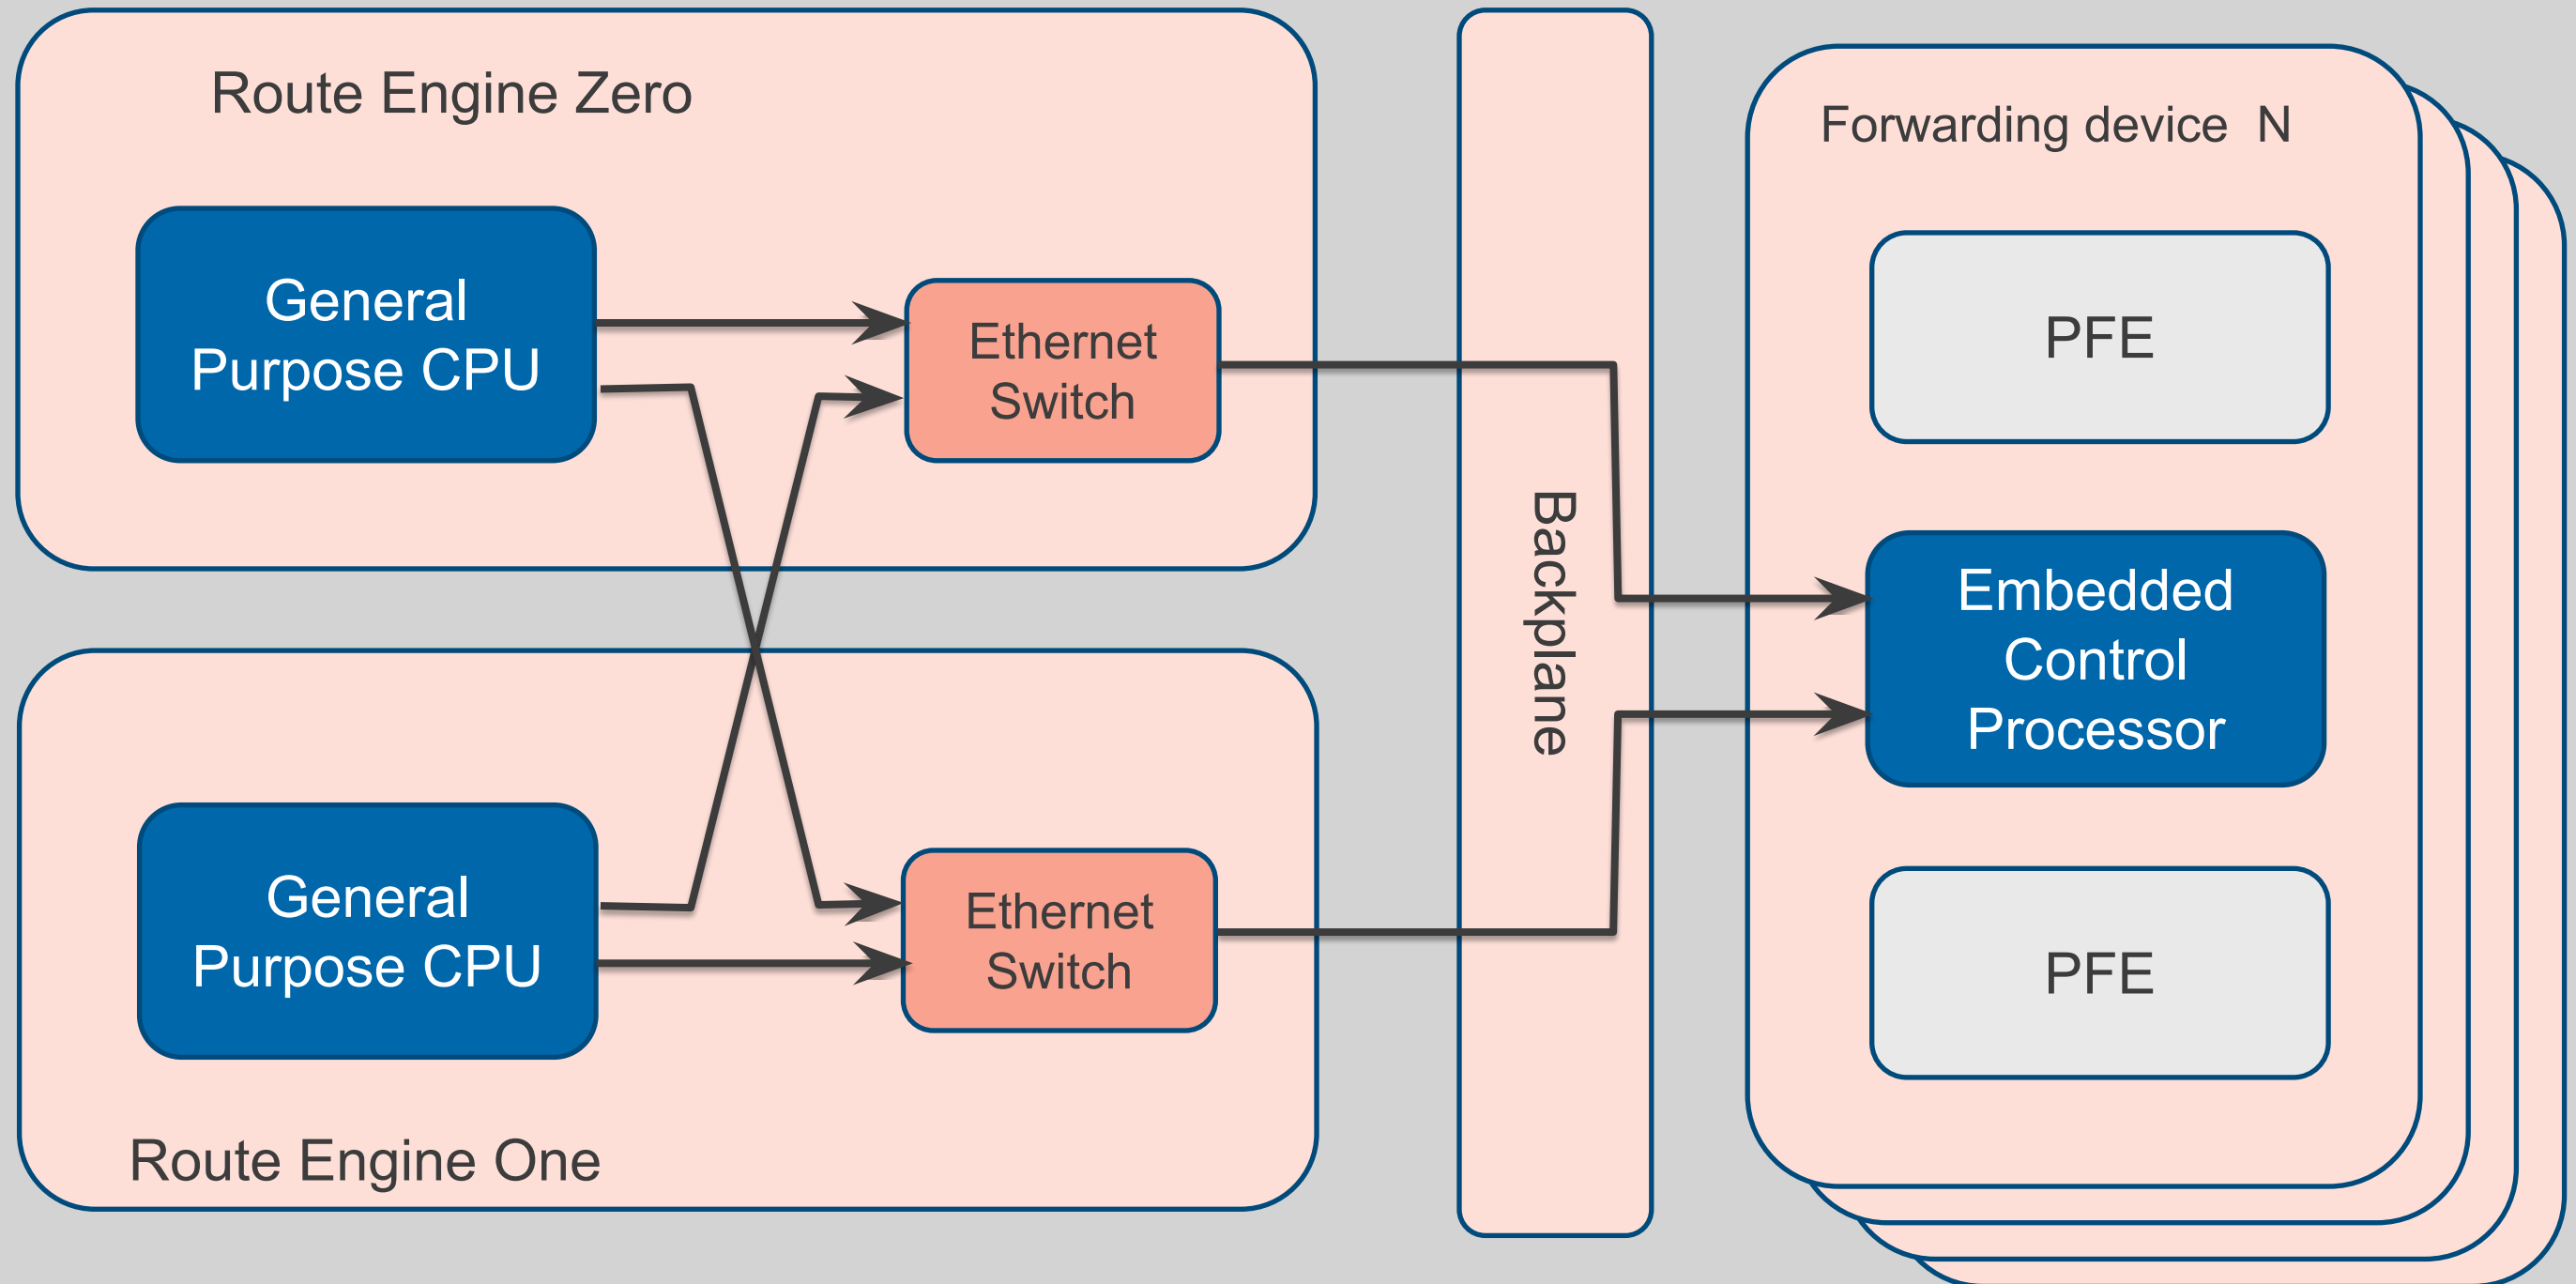 Route Engine Zero
General
Purpose CPU
Ethernet
Switch
General
Purpose CPU
Ethernet
Switch
Route Engine One
Backplane
Forwarding device  N
PFE
Embedded
Control
Processor
PFE